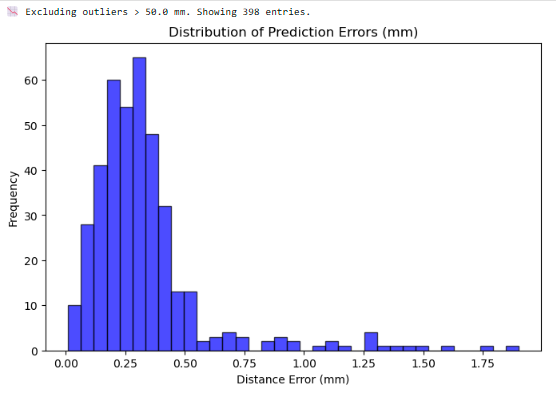 Excluding outliers > 50.0 mm. Showing 398 entries.
Distribution of Prediction Errors (mm)
Frequency
60
50
40
30
20
10
0
0.00 0.25 0.50 0.75 1.00 1.25 1.50 1.75
Distance Error (mm)